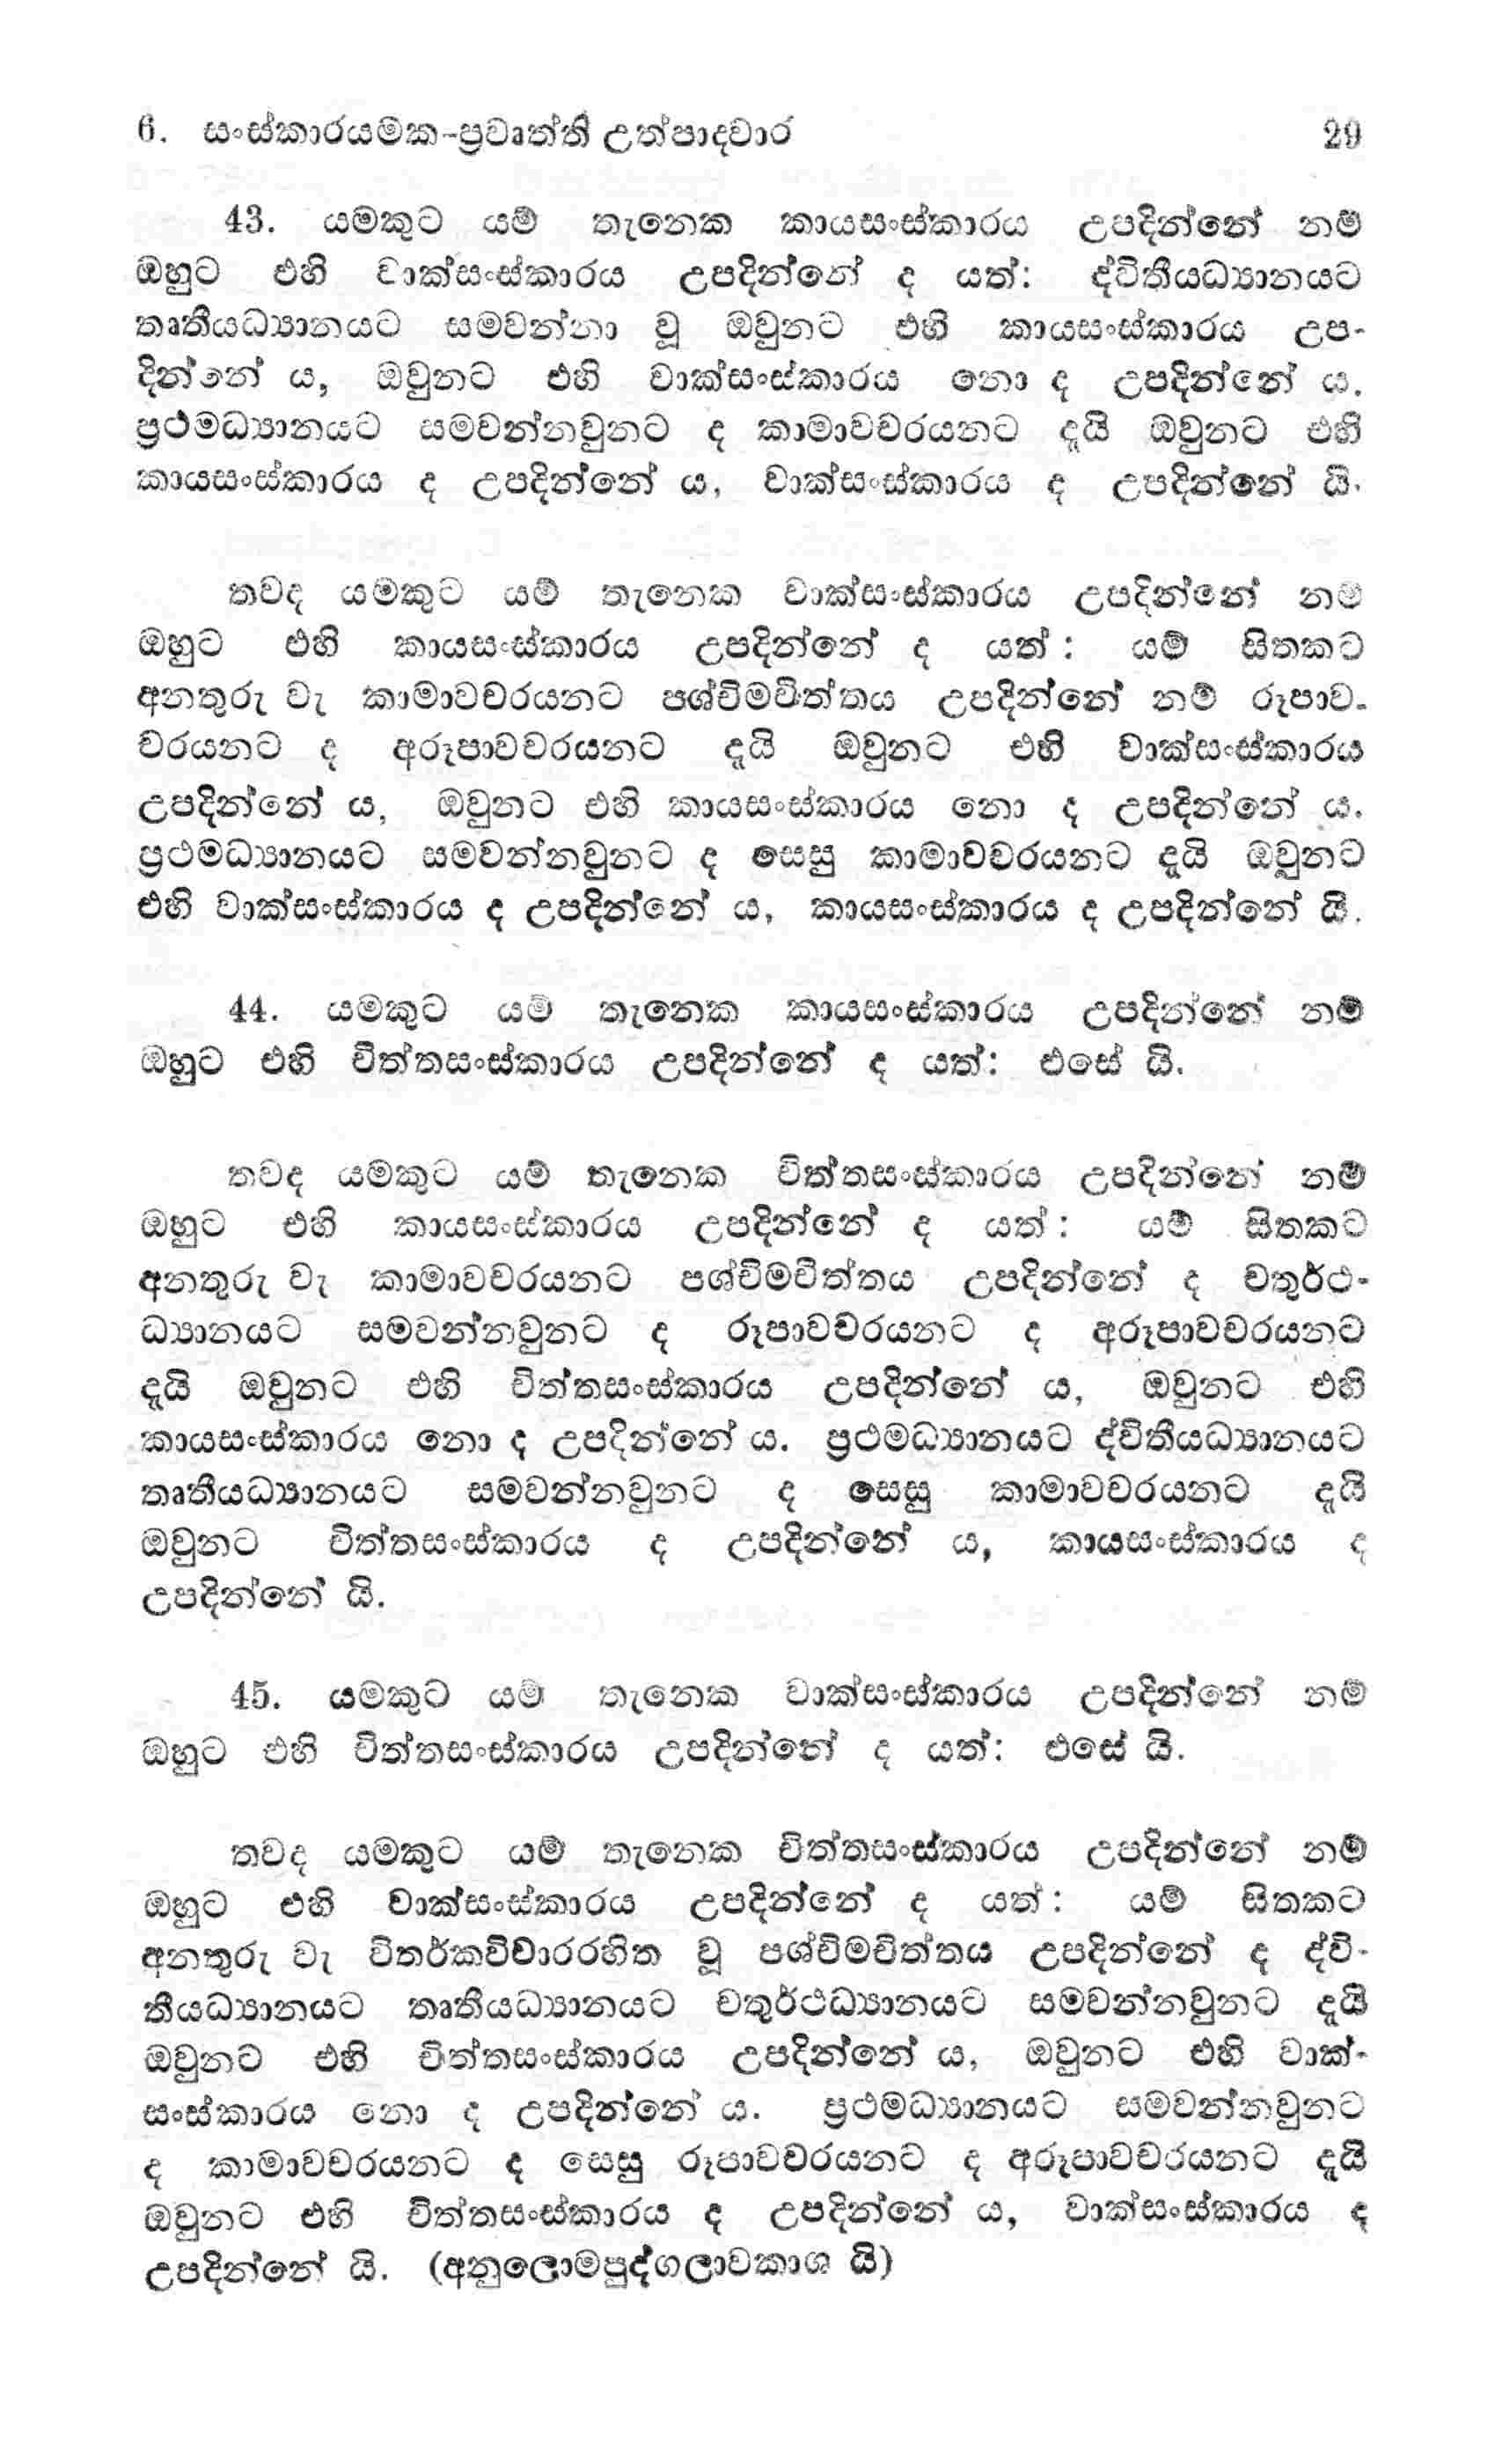 6. සංස්කාරයමක-ප්‍රවෘත්ති උත්පාදවාර 29
43. යමකුට යම් තැනෙක කායසංස්කාරය උපදින්නේ නම්
ඔහුට එහි වාක්සංස්කාරය උපදින්නේ ද යත්: ද්විතීයධ්‍යානයට
තෘතීයධ්‍යානයට සමවන්නා වූ ඔවුනට එහි කායසංස්කාරය උප-
දින්නේ ය, ඔවුනට එහි වාක්සංස්කාරය නො ද උපදින්නේ ය.
ප්‍රථමධ්‍යානයට සමවන්නවුනට ද කාමාවචරයනට දැයි ඔවුනට එහි
කායසංස්කාරය ද උපදින්නේ ය, වාක්සංස්කාරය ද උපදින්නේ යි.
තවද යමකුට යම් තැනෙක වාක්සංස්කාරය උපදින්නේ නම්
ඔහුට එහි කායසංස්කාරය උපදින්නේ ද යත්: යම් සිතකට
අනතුරු වැ කාමාවචරයනට පශ්චිමචිත්තය උපදින්නේ නම් රූපාව-
චරයනට ද අරූපාවචරයනට දැයි ඔවුනට එහි වාක්සංස්කාරය
උපදින්නේ ය, ඔවුනට එහි කායසංස්කාරය නො ද උපදින්නේ ය.
ප්‍රථමධ්‍යානයට සමවන්නවුනට ද සෙසු කාමාවචරයනට දැයි ඔවුනට
එහි වාක්සංස්කාරය ද උපදින්නේ ය, කායසංස්කාරය ද උපදින්නේ යි.
44. යමකුට යම් තැනෙක කායසංස්කාරය උපදින්නේ නම්
ඔහුට එහි චිත්තසංස්කාරය උපදින්නේ ද යත්: එසේ යි.
තවද යමකුට යම් තැනෙක චිත්තසංස්කාරය උපදින්නේ නම්
ඔහුට එහි කායසංස්කාරය උපදින්නේ ද යත්: යම් සිතකට
අනතුරු වැ කාමාවචරයනට පශ්චිමචිත්තය උපදින්නේ ද චතුර්ථ-
ධ්‍යානයට සමවන්නවුනට ද රූපාවචරයනට ද අරූපාවචරයනට
දැයි ඔවුනට එහි චිත්තසංස්කාරය උපදින්නේ ය, ඔවුනට එහි
කායසංස්කාරය නො ද උපදින්නේ ය. ප්‍රථමධ්‍යානයට ද්විතීයධ්‍යානයට
තෘතීයධ්‍යානයට සමවන්නවුනට ද සෙසු කාමාවචරයනට දැයි
ඔවුනට චිත්තසංස්කාරය ද උපදින්නේ ය, කායසංස්කාරය ද
උපදින්නේ යි.
45. යමකුට යම් තැනෙක වාක්සංස්කාරය උපදින්නේ නම්
ඔහුට එහි චිත්තසංස්කාරය උපදින්නේ ද යත්: එසේ යි.
තවද යමකුට යම් තැනෙක චිත්තසංස්කාරය උපදින්නේ නම්
ඔහුට එහි වාක්සංස්කාරය උපදින්නේ ද යත්: යම් සිතකට
අනතුරු වැ විතර්කවිචාරරහිත වූ පශ්චිමචිත්තය උපදින්නේ ද ද්වි-
තීයධ්‍යානයට තෘතීයධ්‍යානයට චතුර්ථධ්‍යානයට සමවන්නවුනට දැයි
ඔවුනට එහි චිත්තසංස්කාරය උපදින්නේ ය, ඔවුනට එහි වාක්-
සංස්කාරය නො ද උපදින්නේ ය. ප්‍රථමධ්‍යානයට සමවන්නවුනට
ද කාමාවචරයනට ද සෙසු රූපාවචරයනට ද අරූපාවචරයනට දැයි
ඔවුනට එහි චිත්තසංස්කාරය ද උපදින්නේ ය, වාක්සංස්කාරය ද
උපදින්නේ යි. (අනුලොමපුද්ගලාවකාශ යි)